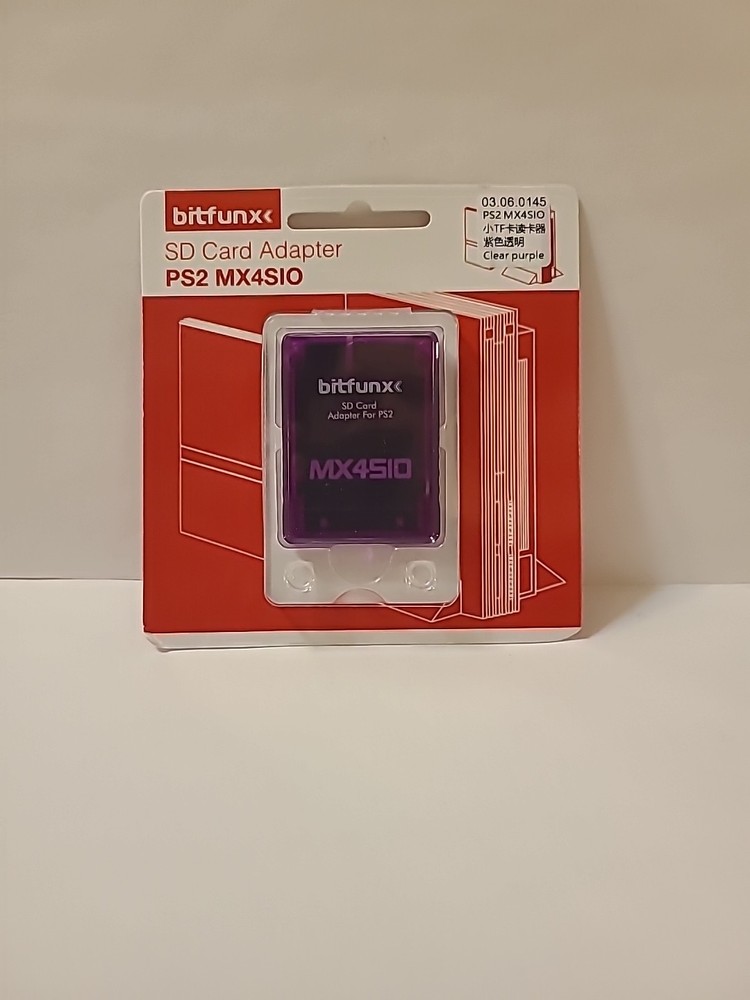 bitfunx
SD Card Adapter
PS2 MX4SIO
03.06.0145
PS2 MX4SIO
小TF卡读卡器
紫色透明
Clear purple
bitfunx
SD Card
Adapter For PS2
MX4SIO